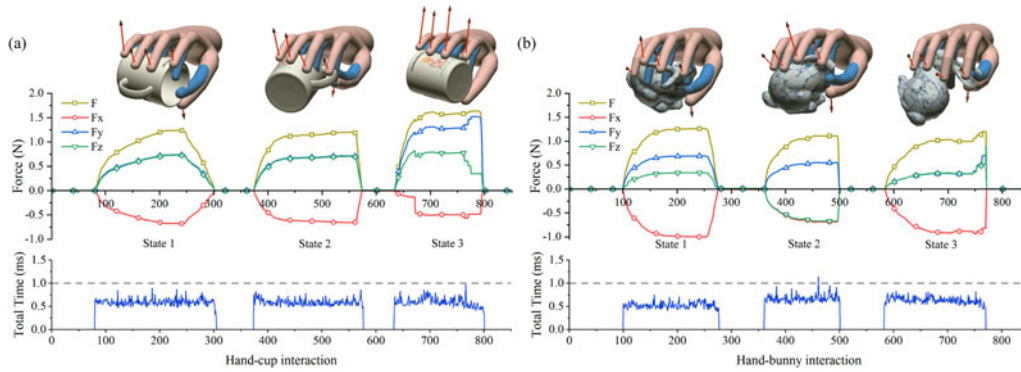 (a)
2.0
1.5
1.0
0.5
0.0
-0.5
-1.0
Force (N)
F
Fx
Fy
Fz
100 200 300 400 500 600 700 800
State 1 State 2 State 3
1.5
1.0
0.5
0.0
Total Time (ms)
0 100 200 300 400 500 600 700 800
Hand-cup interaction
(b)
2.0
1.5
1.0
0.5
0.0
-0.5
-1.0
Force (N)
F
Fx
Fy
Fz
100 200 300 400 500 600 700 800
State 1 State 2 State 3
1.5
1.0
0.5
0.0
Total Time (ms)
0 100 200 300 400 500 600 700 800
Hand-bunny interaction